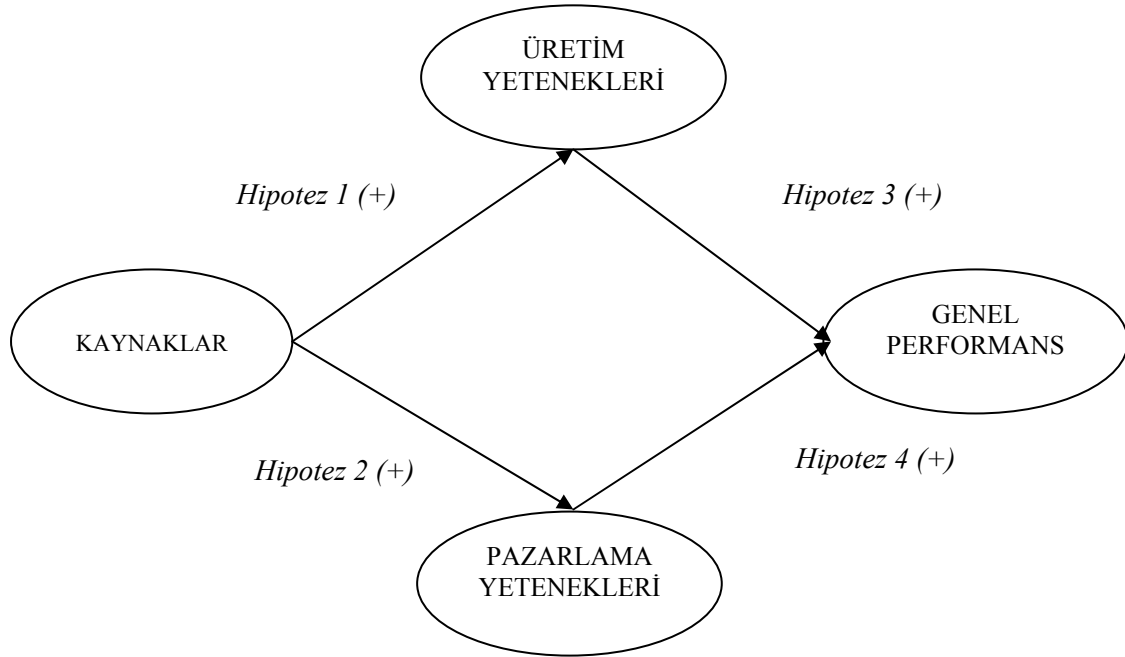 ÜRETİM
YETENEKLERİ
Hipotez 1 (+)
Hipotez 3 (+)
KAYNAKLAR
GENEL
PERFORMANS
Hipotez 2 (+)
Hipotez 4 (+)
PAZARLAMA
YETENEKLERİ